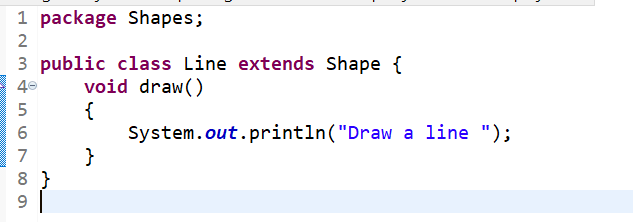 1 package Shapes;
2
3 public class Line extends Shape {
4     void draw()
5     {
6         System.out.println("Draw a line ");
7     }
8 }
9